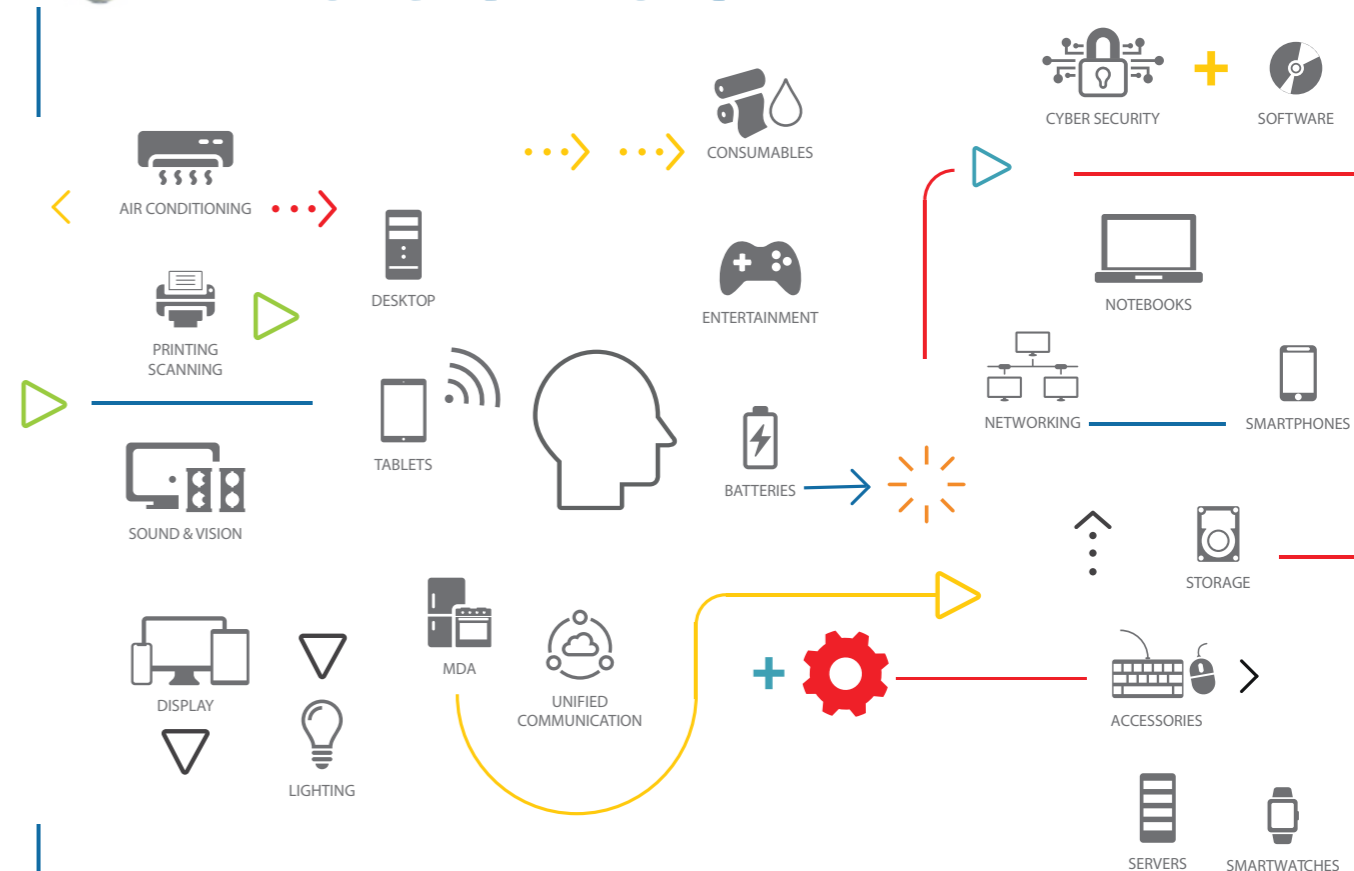 CYBER SECURITY
SOFTWARE
CONSUMABLES
AIR CONDITIONING
DESKTOP
NOTEBOOKS
ENTERTAINMENT
PRINTING
SCANNING
NETWORKING
SMARTPHONES
TABLETS
BATTERIES
SOUND & VISION
STORAGE
MDA
UNIFIED
COMMUNICATION
DISPLAY
ACCESSORIES
LIGHTING
SERVERS
SMARTWATCHES